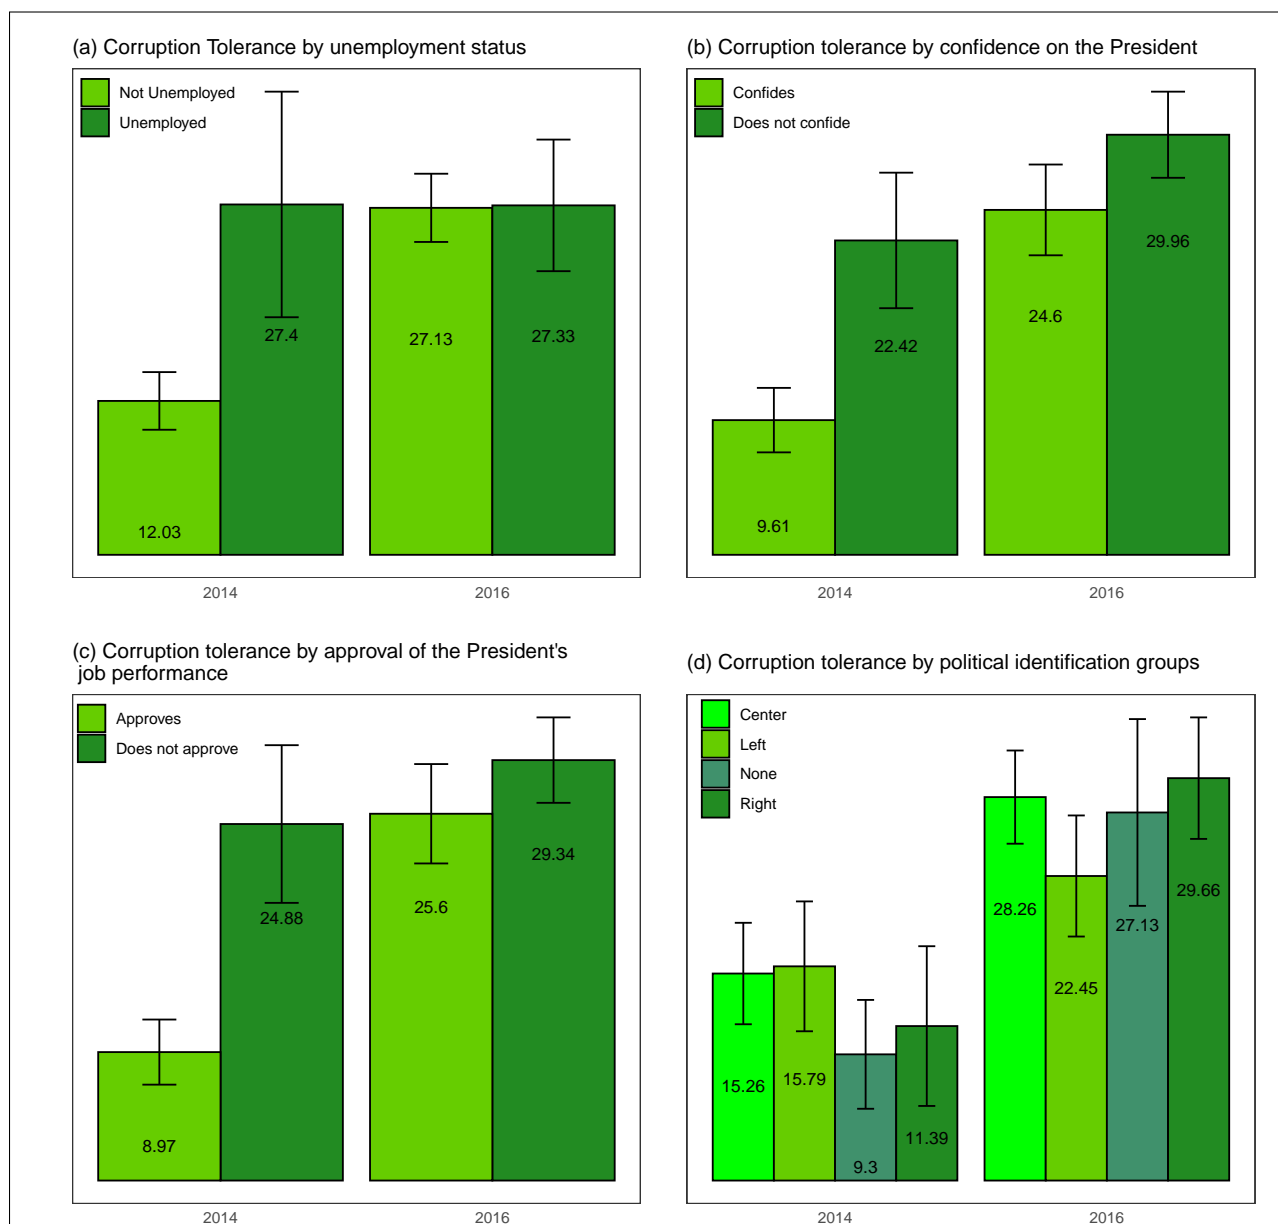 (a) Corruption Tolerance by unemployment status
Not Unemployed
Unemployed
12.03
27.4
27.13
27.33
2014
2016
(b) Corruption tolerance by confidence on the President
Confides
Does not confide
9.61
22.42
24.6
29.96
2014
2016
(c) Corruption tolerance by approval of the President's
job performance
Approves
Does not approve
8.97
24.88
25.6
29.34
2014
2016
(d) Corruption tolerance by political identification groups
Center
Left
None
Right
15.26
15.79
9.3
11.39
28.26
22.45
27.13
29.66
2014
2016